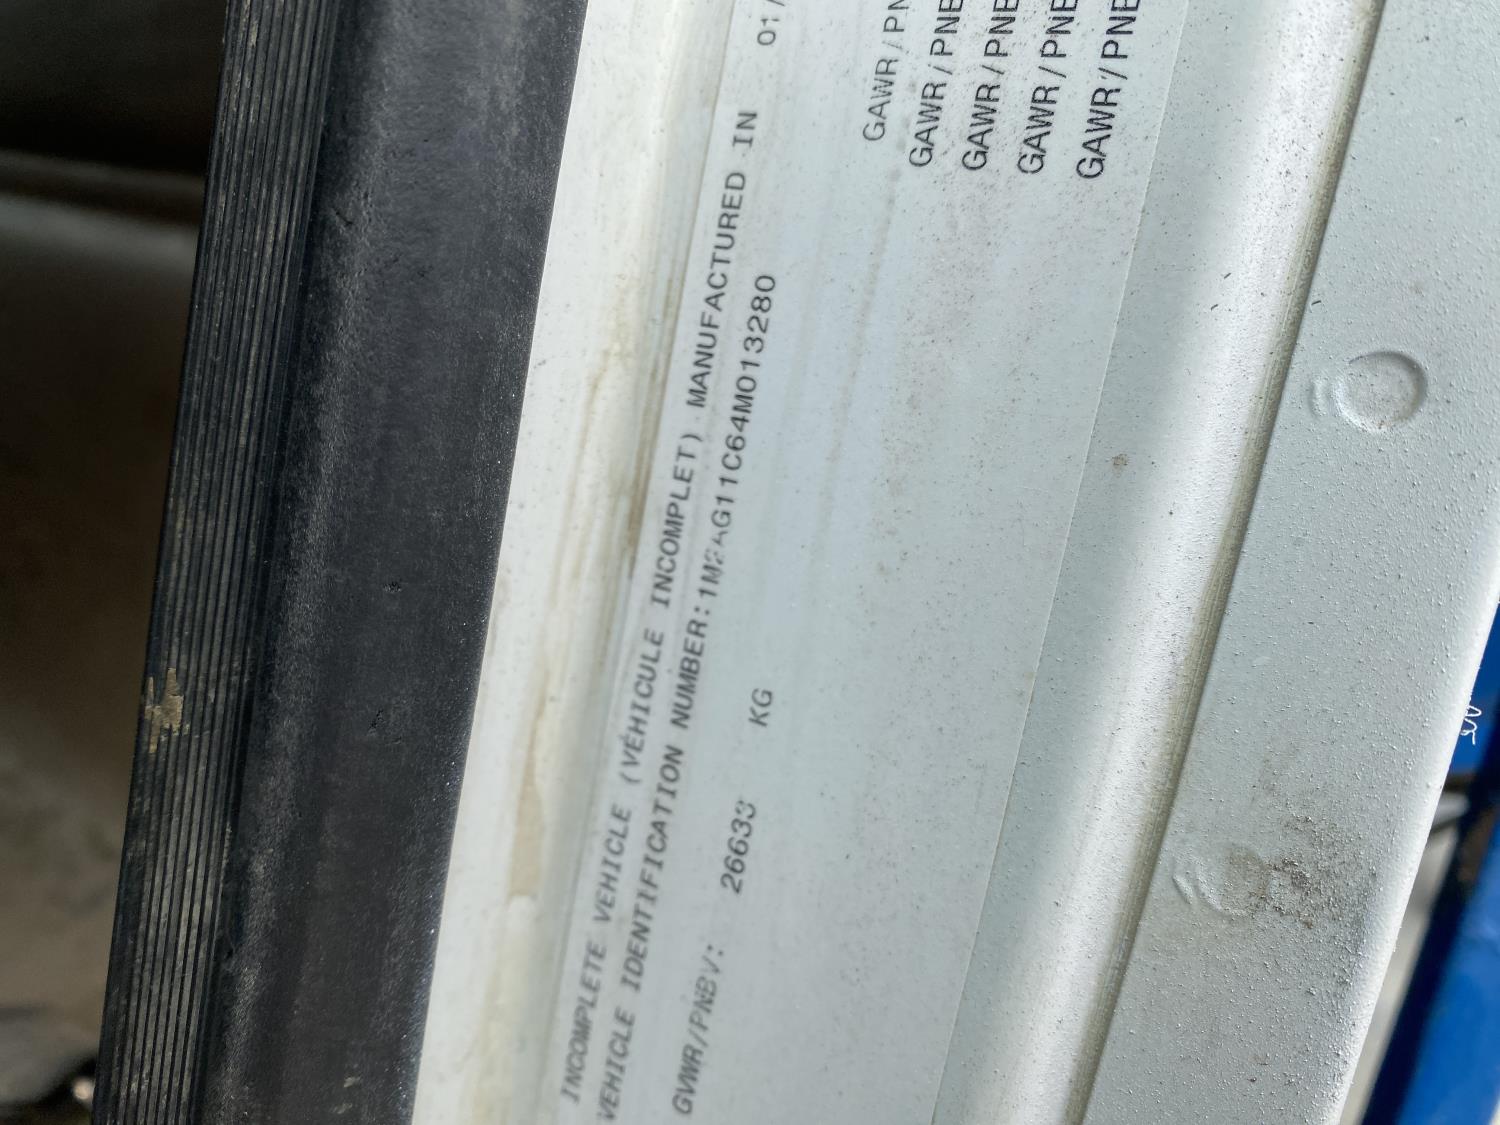 INCOMPLETE VEHICLE (VÉHICULE INCOMPLET) MANUFACTURED IN 01/
VEHICLE IDENTIFICATION NUMBER:1M2AG11C64M013280
GVWR/PNBV: 26633 KG
GAWR/PN
GAWR/PNB
GAWR/PNB
GAWR/PNB
GAWR/PNB